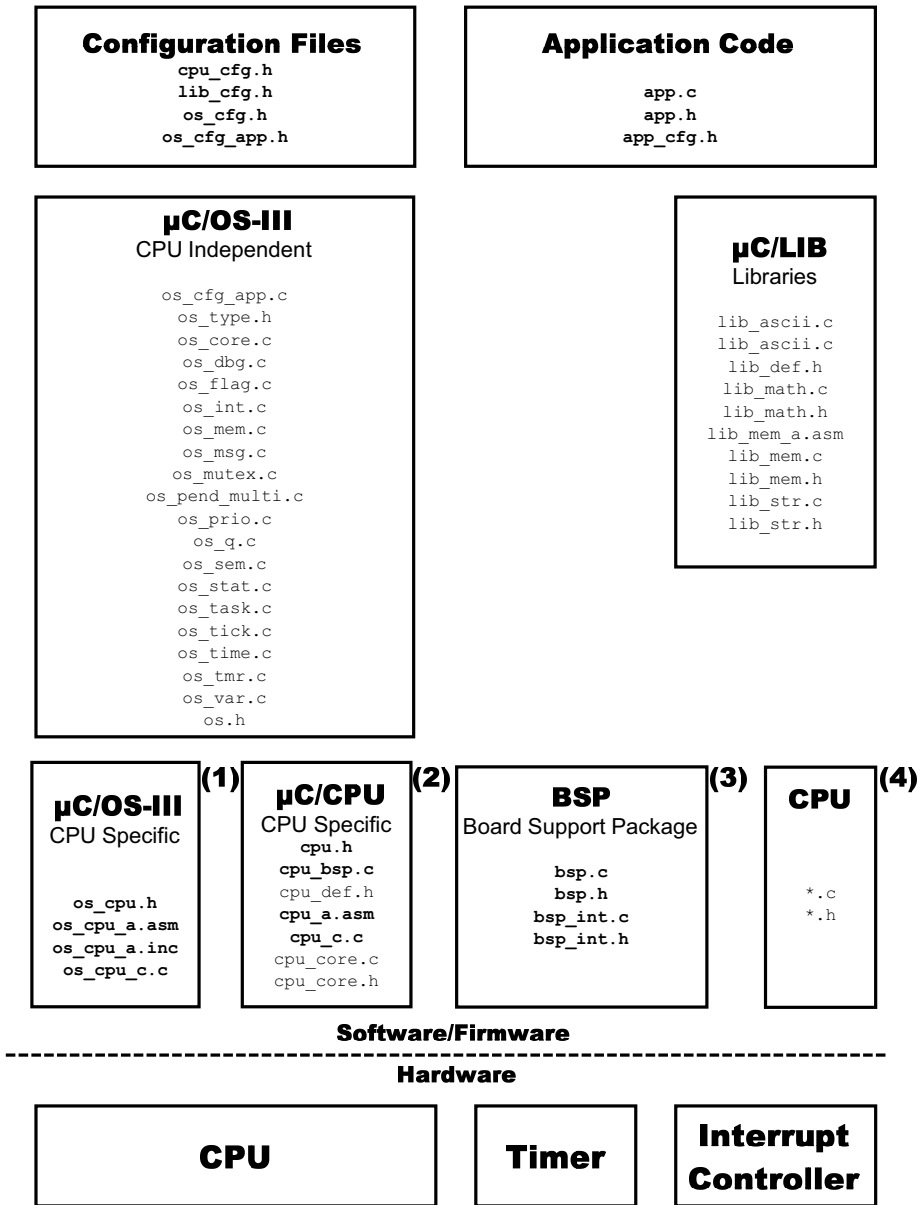 Configuration Files
cpu_cfg.h
lib_cfg.h
os_cfg.h
os_cfg_app.h
Application Code
app.c
app.h
app_cfg.h
µC/OS-III
CPU Independent
os_cfg_app.c
os_type.h
os_core.c
os_dbg.c
os_flag.c
os_int.c
os_mem.c
os_msg.c
os_mutex.c
os_pend_multi.c
os_prio.c
os_q.c
os_sem.c
os_stat.c
os_task.c
os_tick.c
os_time.c
os_tmr.c
os_var.c
os.h
µC/LIB
Libraries
lib_ascii.c
lib_ascii.c
lib_def.h
lib_math.c
lib_math.h
lib_mem_a.asm
lib_mem.c
lib_mem.h
lib_str.c
lib_str.h
(1)
µC/OS-III
CPU Specific
os_cpu.h
os_cpu_a.asm
os_cpu_a.inc
os_cpu_c.c
(2)
µC/CPU
CPU Specific
cpu.h
cpu_bsp.c
cpu_def.h
cpu_a.asm
cpu_c.c
cpu_core.c
cpu_core.h
(3)
BSP
Board Support Package
bsp.c
bsp.h
bsp_int.c
bsp_int.h
(4)
CPU
*.c
*.h
Software/Firmware
Hardware
CPU
Timer
Interrupt
Controller